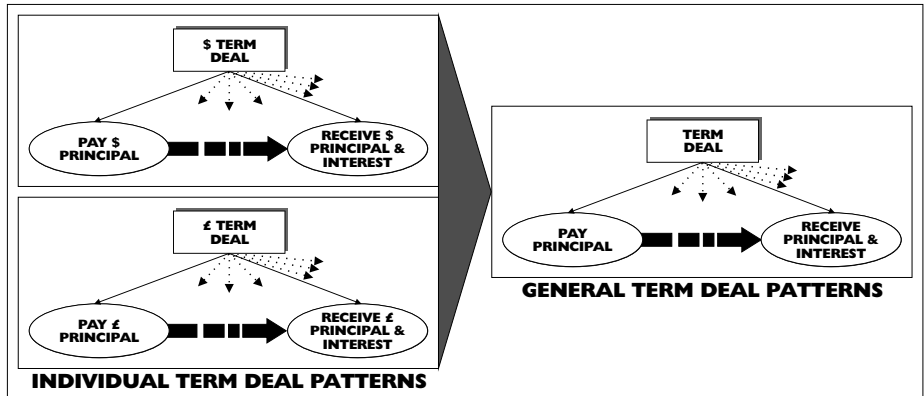 $ TERM
DEAL
PAY $
PRINCIPAL
RECEIVE $
PRINCIPAL &
INTEREST
£ TERM
DEAL
PAY £
PRINCIPAL
RECEIVE £
PRINCIPAL &
INTEREST
INDIVIDUAL TERM DEAL PATTERNS
TERM
DEAL
PAY
PRINCIPAL
RECEIVE
PRINCIPAL &
INTEREST
GENERAL TERM DEAL PATTERNS